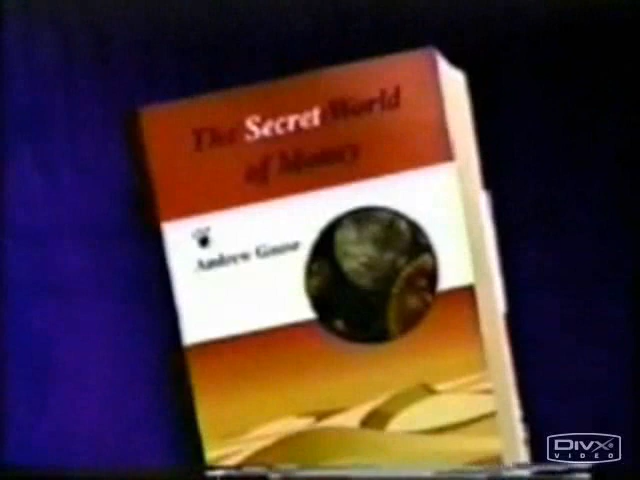 The Secret World
of Money
Andrew Gause
DIVX
VIDEO